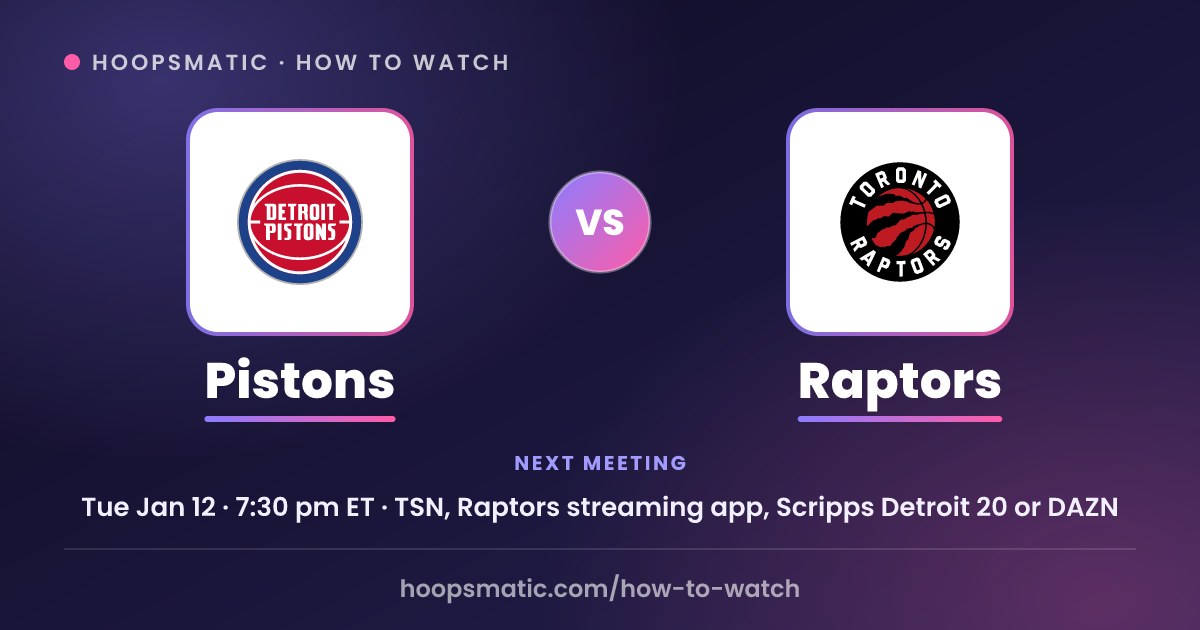 HOOPSMATIC · HOW TO WATCH
DETROIT
PISTONS
VS
TORONTO
RAPTORS
Pistons
Raptors
NEXT MEETING
Tue Jan 12 · 7:30 pm ET · TSN, Raptors streaming app, Scripps Detroit 20 or DAZN
hoopsmatic.com/how-to-watch